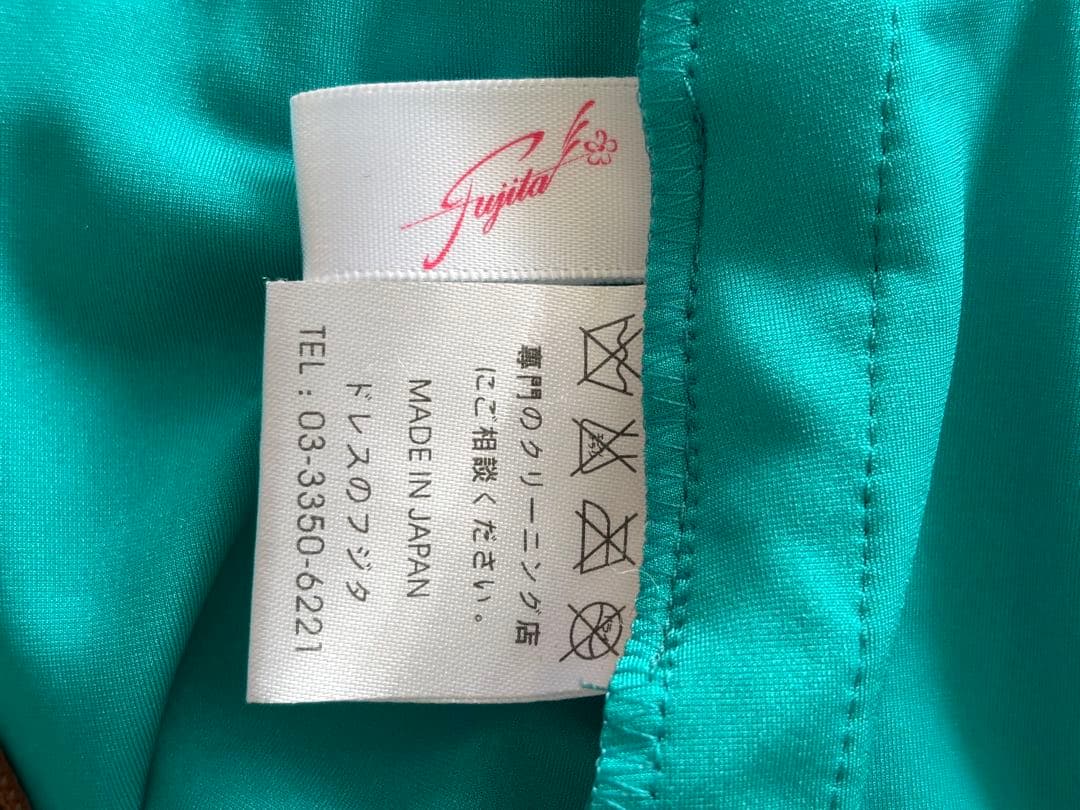 Fujita
専門のクリーニング店
にご相談ください。
MADE IN JAPAN
ドレスのフジタ
TEL : 03-3350-6221